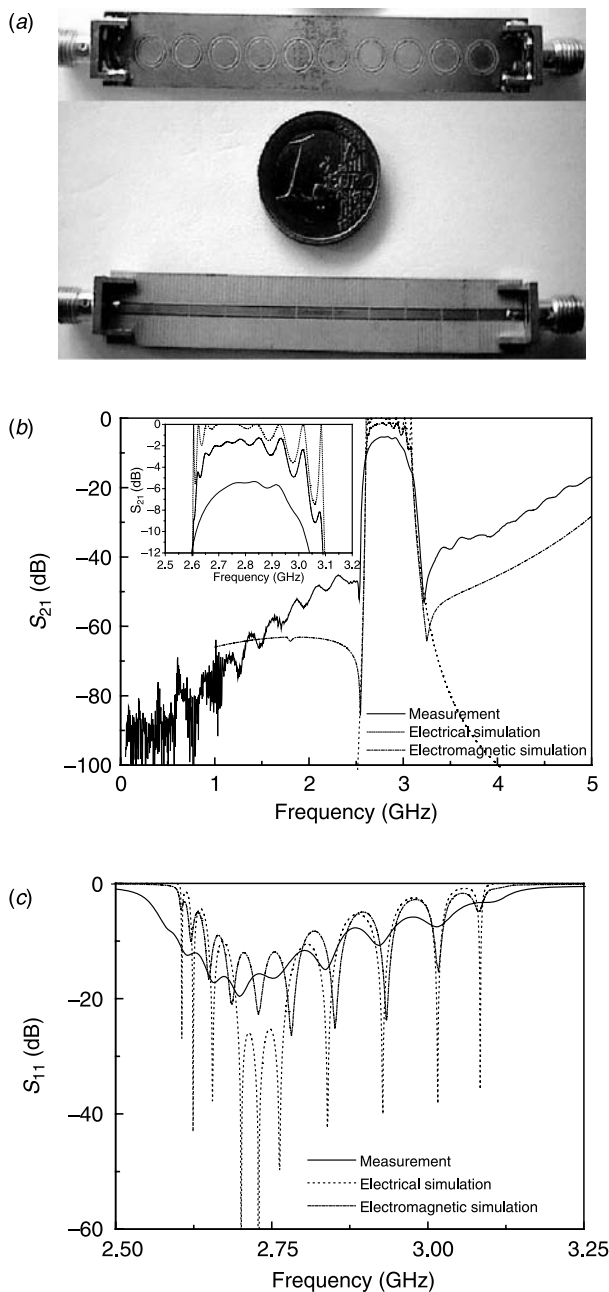 (a)
1
EURO
(b)
S21 (dB)
0
−20
−40
−60
−80
−100
0
−2
−4
−6
−8
−10
−12
S21 (dB)
2.5 2.6 2.7 2.8 2.9 3.0 3.1 3.2
Frequency (GHz)
Measurement
Electrical simulation
Electromagnetic simulation
0 1 2 3 4 5
Frequency (GHz)
(c)
S11 (dB)
0
−20
−40
−60
Measurement
Electrical simulation
Electromagnetic simulation
2.50 2.75 3.00 3.25
Frequency (GHz)